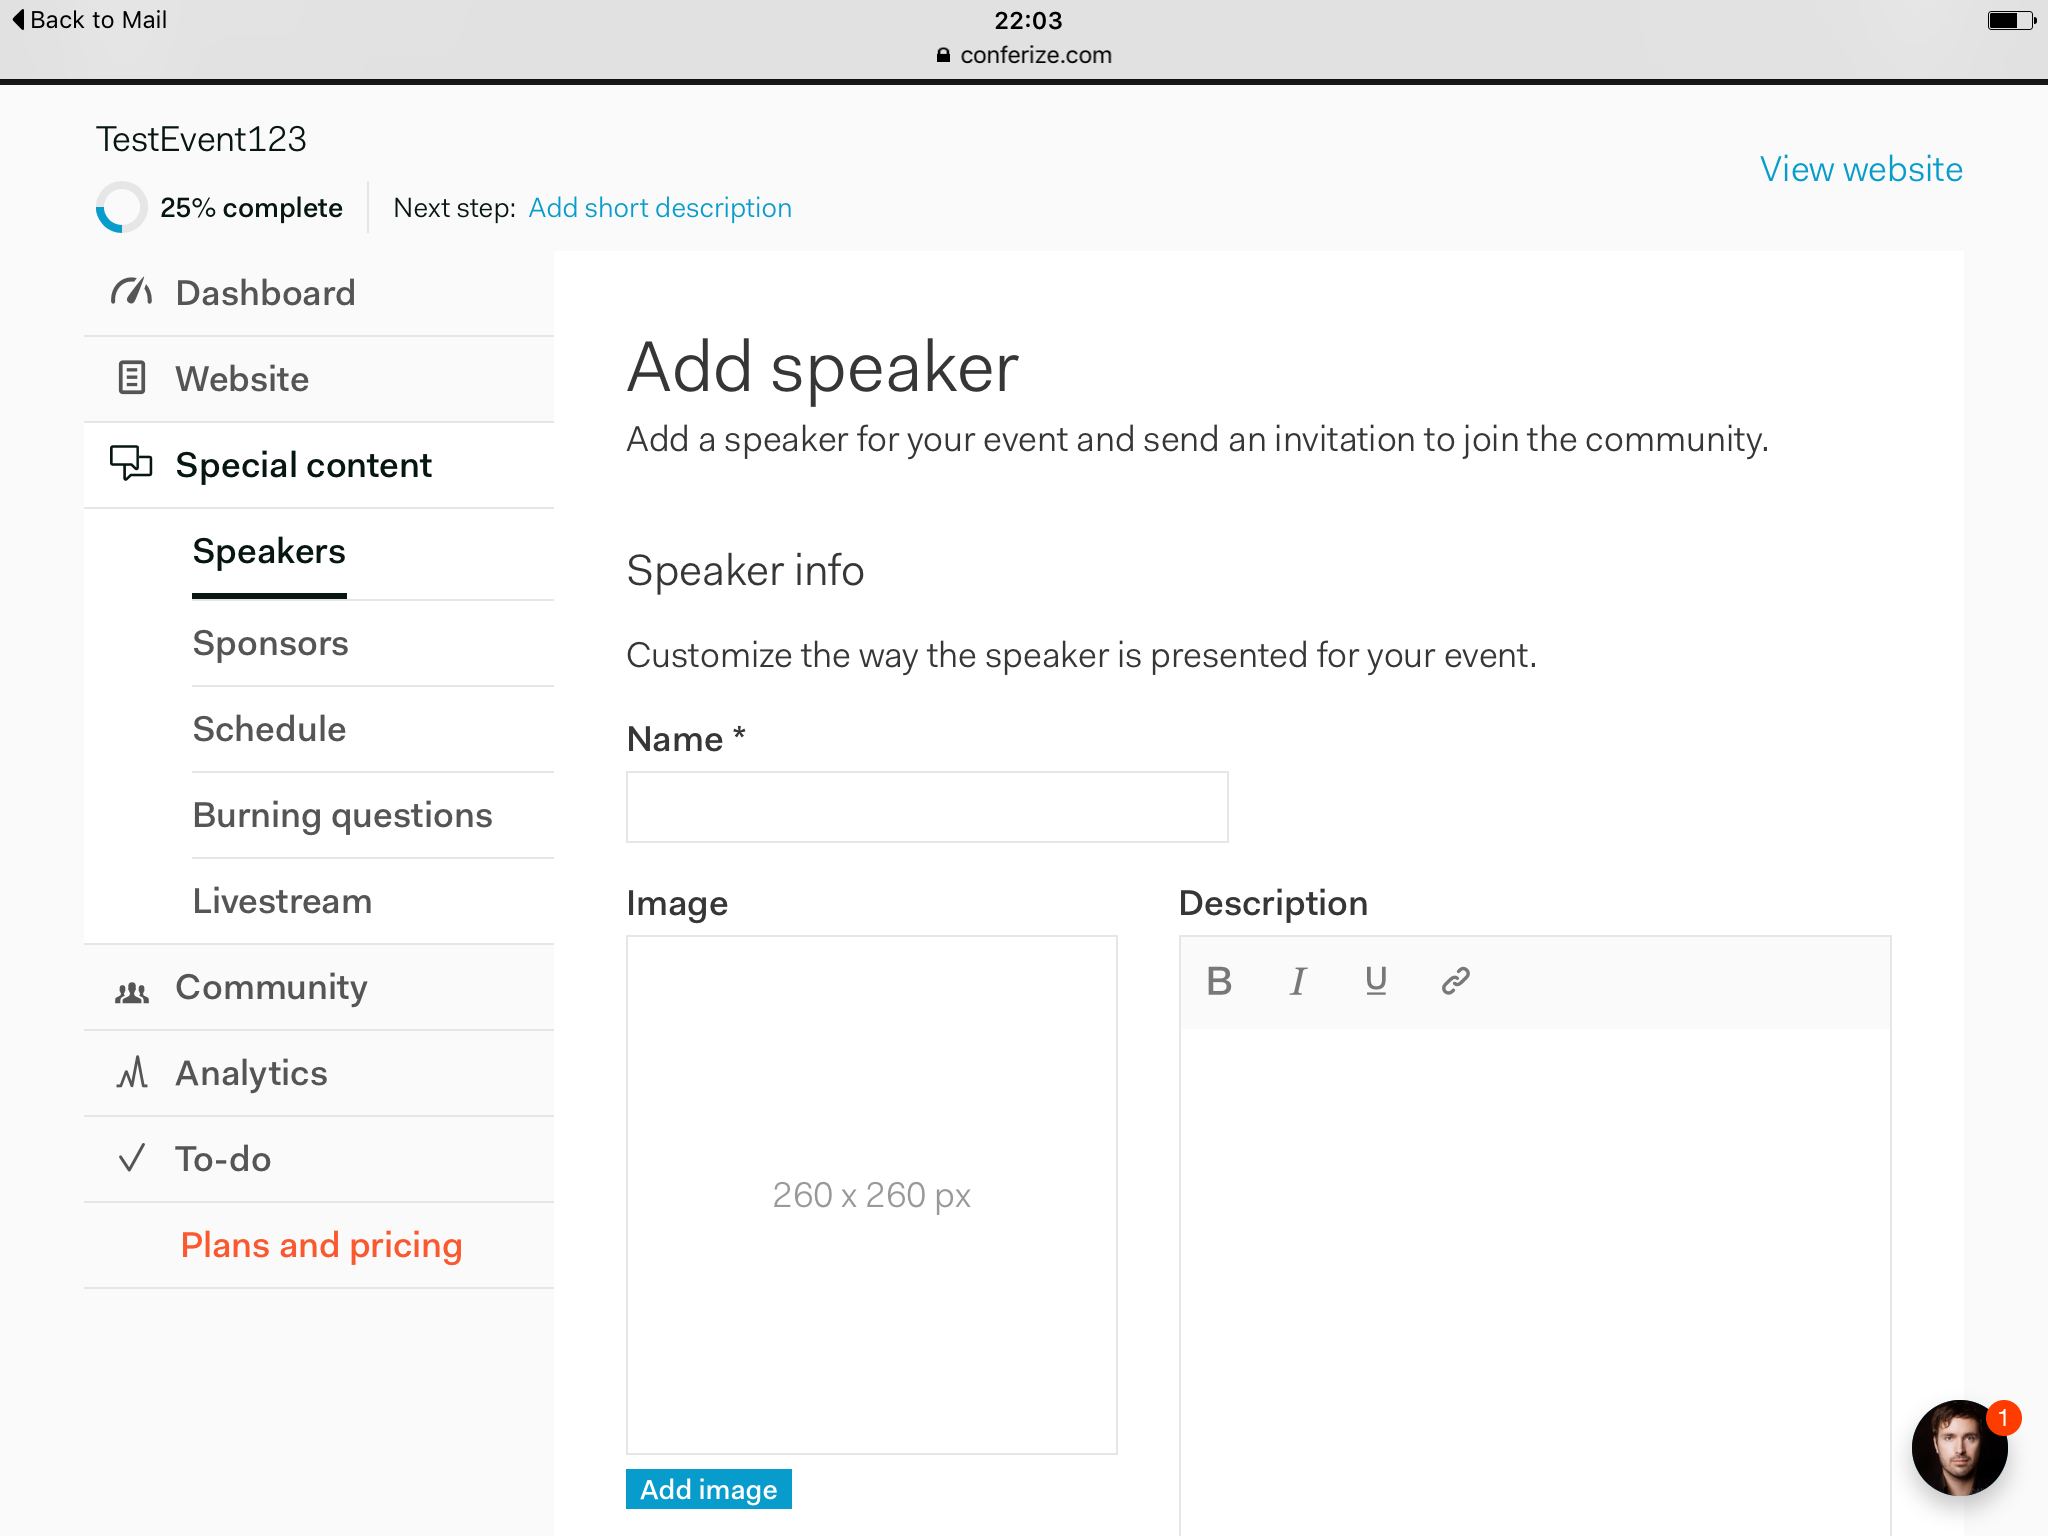 Back to Mail
22:03
conferize.com
TestEvent123
View website
25% complete
Next step: Add short description
Dashboard
Website
Special content
Speakers
Sponsors
Schedule
Burning questions
Livestream
Community
Analytics
To-do
Plans and pricing
Add speaker
Add a speaker for your event and send an invitation to join the community.
Speaker info
Customize the way the speaker is presented for your event.
Name *
Image
260 x 260 px
Add image
Description
B I U
1